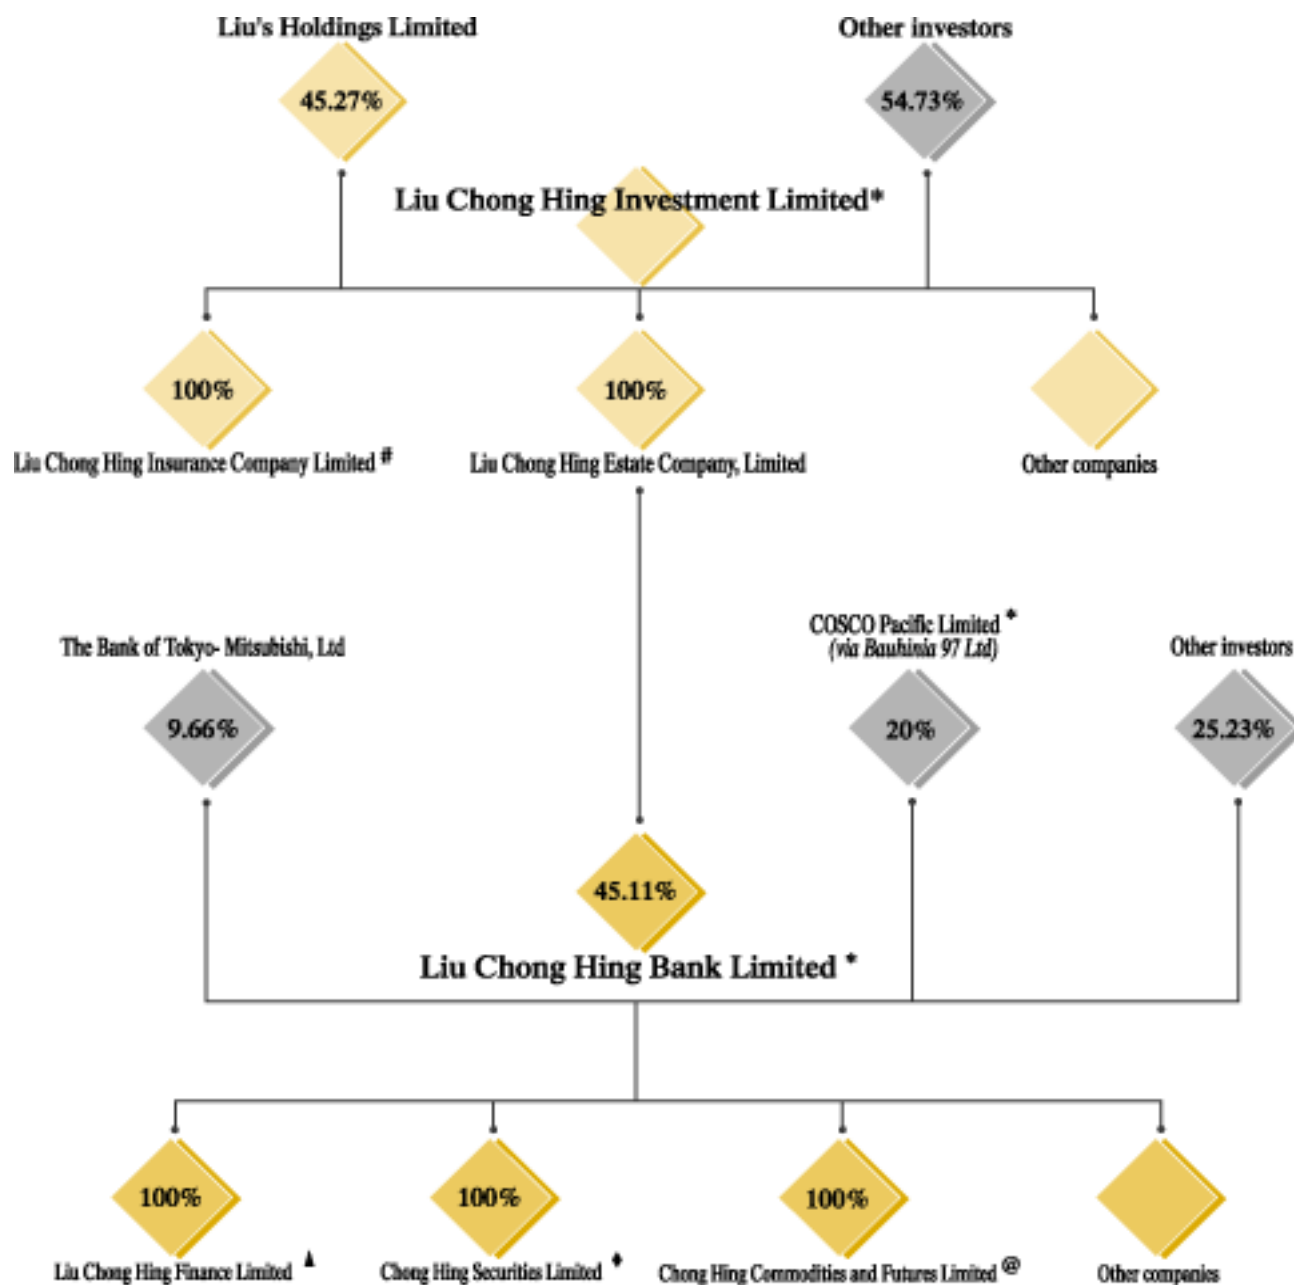 Liu's Holdings Limited
Other investors
45.27%
54.73%
Liu Chong Hing Investment Limited*
100%
100%
Liu Chong Hing Insurance Company Limited #
Liu Chong Hing Estate Company, Limited
Other companies
The Bank of Tokyo- Mitsubishi, Ltd
COSCO Pacific Limited *
(via Bauhinia 97 Ltd)
Other investors
9.66%
20%
25.23%
45.11%
Liu Chong Hing Bank Limited *
100%
100%
100%
Liu Chong Hing Finance Limited ▲
Chong Hing Securities Limited ♦
Chong Hing Commodities and Futures Limited @
Other companies